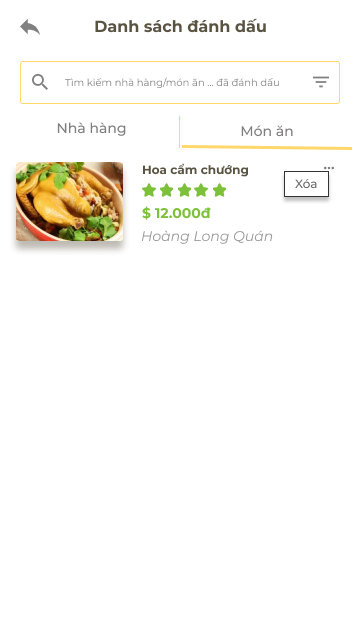 Danh sách đánh dấu
Tìm kiếm nhà hàng/món ăn ... đã đánh dấu
Nhà hàng
Món ăn
Hoa cẩm chướng
Xóa
$ 12.000đ
Hoàng Long Quán